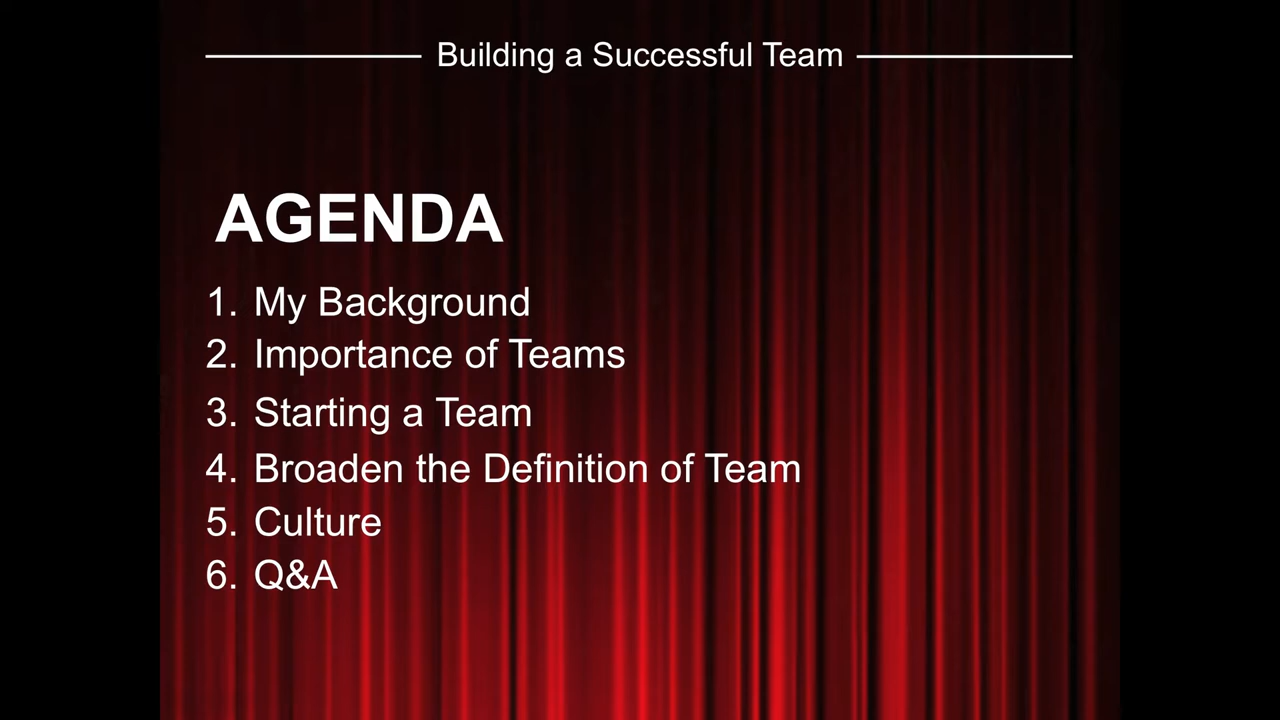 Building a Successful Team
AGENDA
1. My Background
2. Importance of Teams
3. Starting a Team
4. Broaden the Definition of Team
5. Culture
6. Q&A